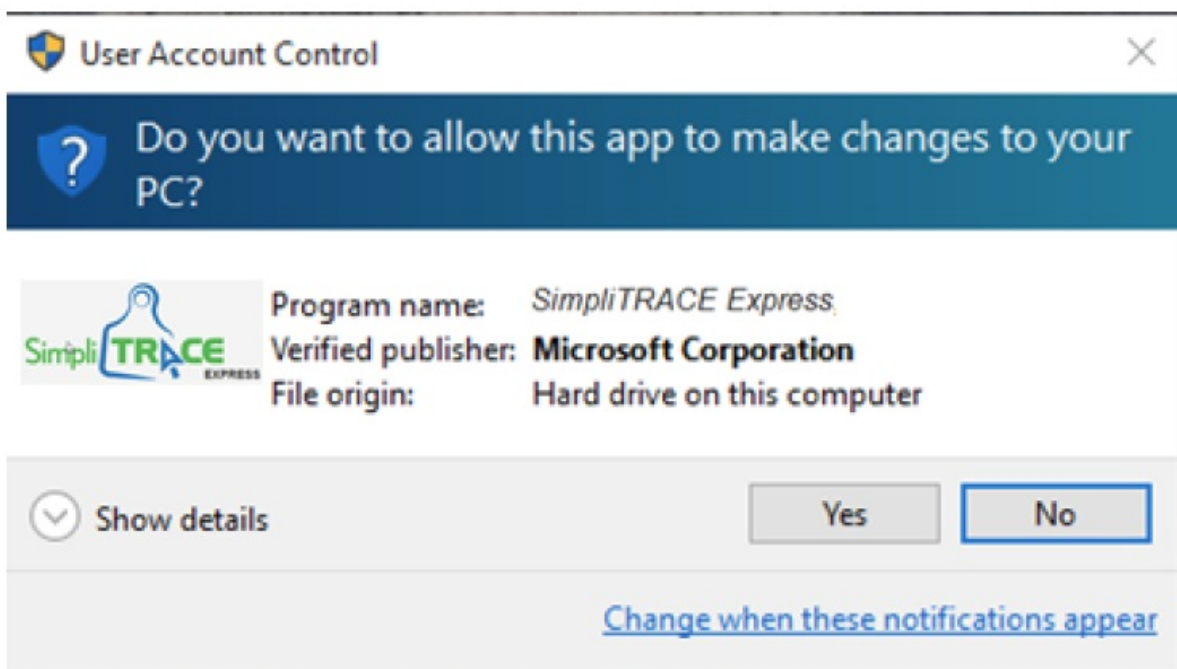 User Account Control
Do you want to allow this app to make changes to your
PC?
Simpli TRACE
EXPRESS
Program name: SimpliTRACE Express
Verified publisher: Microsoft Corporation
File origin: Hard drive on this computer
Show details
Yes No
Change when these notifications appear